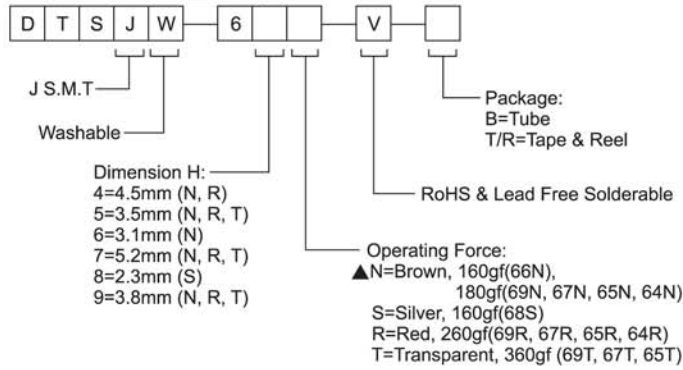 D T S J W 6 V
J S.M.T
Washable
Dimension H:
4=4.5mm (N, R)
5=3.5mm (N, R, T)
6=3.1mm (N)
7=5.2mm (N, R, T)
8=2.3mm (S)
9=3.8mm (N, R, T)
Package:
B=Tube
T/R=Tape & Reel
RoHS & Lead Free Solderable
Operating Force:
▲N=Brown, 160gf(66N),
180gf(69N, 67N, 65N, 64N)
S=Silver, 160gf(68S)
R=Red, 260gf(69R, 67R, 65R, 64R)
T=Transparent, 360gf (69T, 67T, 65T)